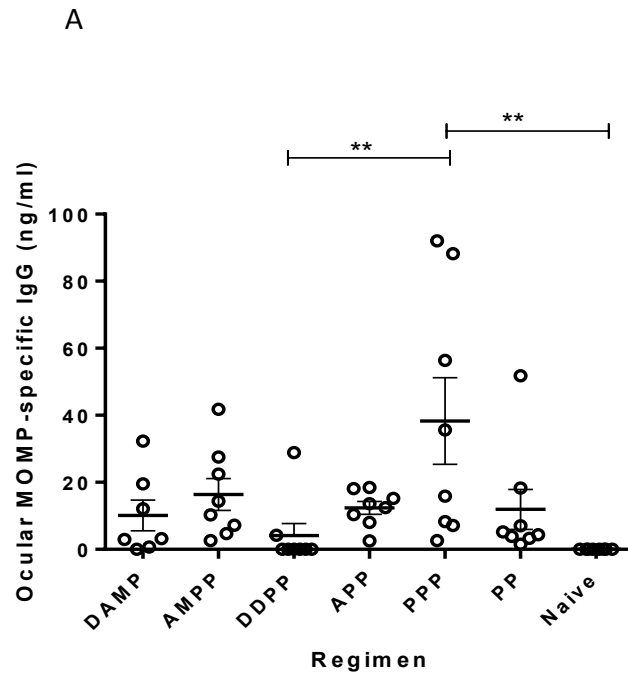 A
**
**
Ocular MOMP-specific IgG (ng/ml)
100
80
60
40
20
0
DAMP
AMPP
DDPP
APP
PPP
PP
Naive
Regimen